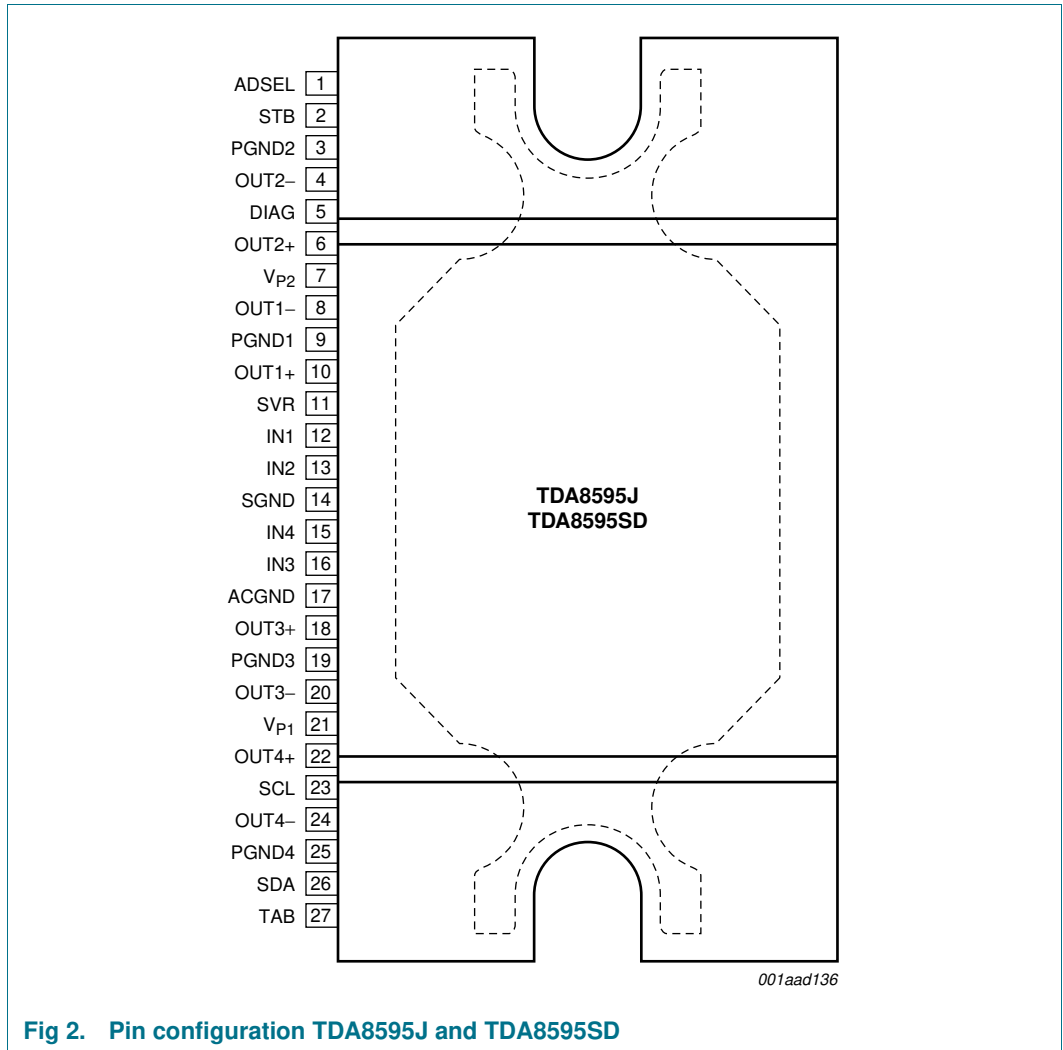 ADSEL 1
STB 2
PGND2 3
OUT2− 4
DIAG 5
OUT2+ 6
VP2 7
OUT1− 8
PGND1 9
OUT1+ 10
SVR 11
IN1 12
IN2 13
SGND 14
IN4 15
IN3 16
ACGND 17
OUT3+ 18
PGND3 19
OUT3− 20
VP1 21
OUT4+ 22
SCL 23
OUT4− 24
PGND4 25
SDA 26
TAB 27
TDA8595J
TDA8595SD
001aad136
Fig 2. Pin configuration TDA8595J and TDA8595SD